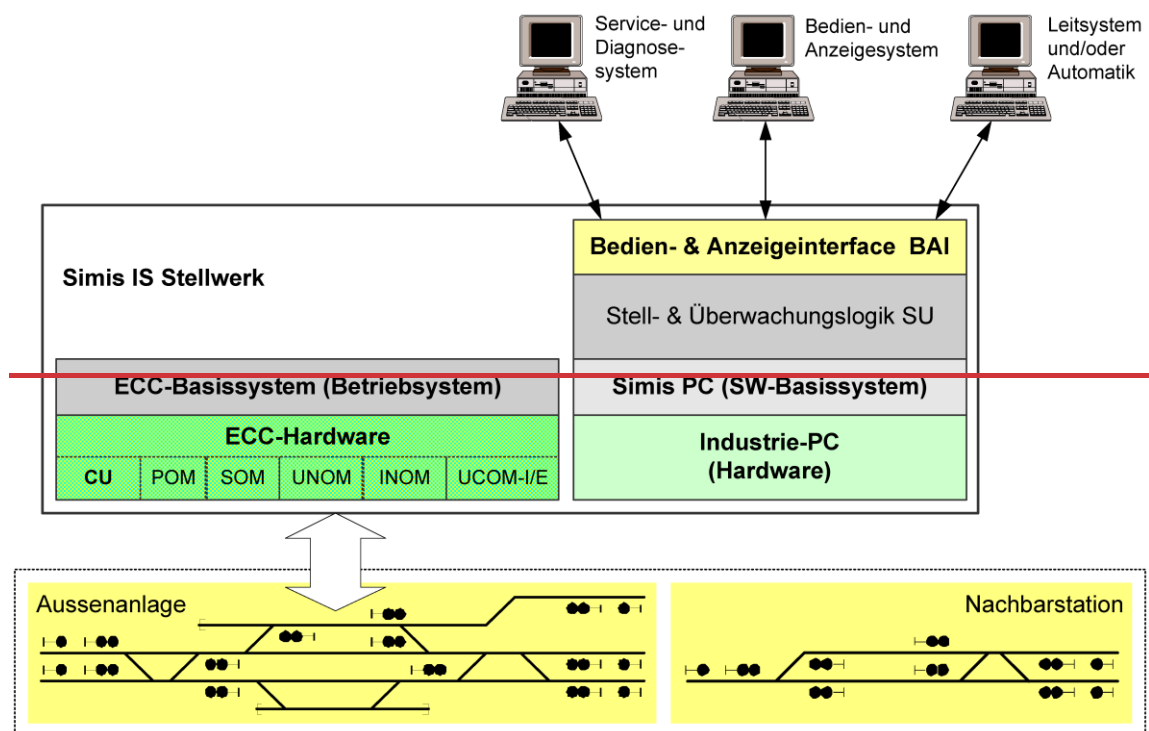 Service- und
Diagnose-
system
Bedien- und
Anzeigesystem
Leitsystem
und/oder
Automatik
Bedien- & Anzeigeinterface BAI
Simis IS Stellwerk
Stell- & Überwachungslogik SU
ECC-Basissystem (Betriebsystem)
Simis PC (SW-Basissystem)
ECC-Hardware
Industrie-PC
(Hardware)
CU
POM
SOM
UNOM
INOM
UCOM-I/E
Aussenanlage
Nachbarstation